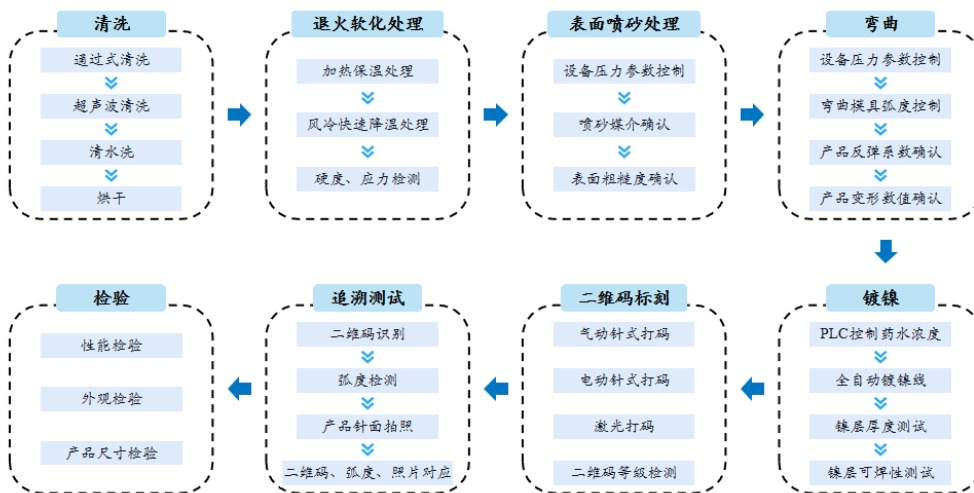 清洗
通过式清洗
超声波清洗
清水洗
烘干
退火软化处理
加热保温处理
风冷快速降温处理
硬度、应力检测
表面喷砂处理
设备压力参数控制
喷砂媒介确认
表面粗糙度确认
弯曲
设备压力参数控制
弯曲模具弧度控制
产品反弹系数确认
产品变形数值确认
镀镍
PLC控制药水浓度
全自动镀镍线
镍层厚度测试
镍层可焊性测试
二维码标刻
气动针式打码
电动针式打码
激光打码
二维码等级检测
追溯测试
二维码识别
弧度检测
产品针面拍照
二维码、弧度、照片对应
检验
性能检验
外观检验
产品尺寸检验